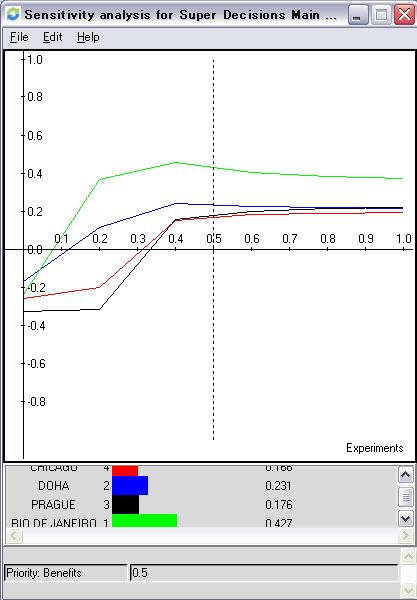 Sensitivity analysis for Super Decisions Main ...
File Edit Help
1.0
0.8
0.6
0.4
0.2
0.0 0.1 0.2 0.3 0.4 0.5 0.6 0.7 0.8 0.9 1.0
-0.2
-0.4
-0.6
-0.8
Experiments
CHICAGO 4 0.166
DOHA 2 0.231
PRAGUE 3 0.176
RIO DE JANEIRO 1 0.427
Priority: Benefits 0.5